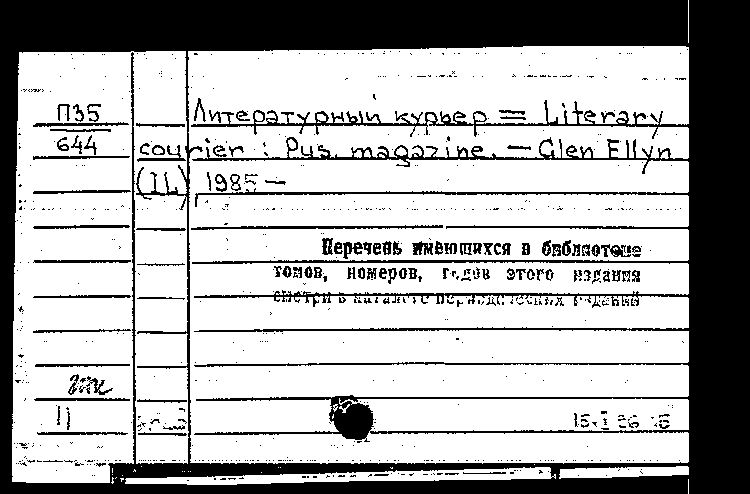 П35
644
Литературный курьер = Literary
courier : Рus. magazine. — Glen Ellyn
(IL), 1985 —
Перечень имеющихся в библиотеке
томов, номеров, годов этого издания
смотри в каталоге периодических изданий
11